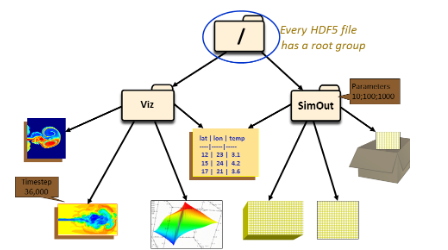 /
Every HDF5 file
has a root group
Parameters
10;100;1000
Viz
SimOut
lat | lon | temp
----|-----|-----
12 | 23 | 3.1
15 | 24 | 4.2
17 | 21 | 3.6
Timestep
36,000